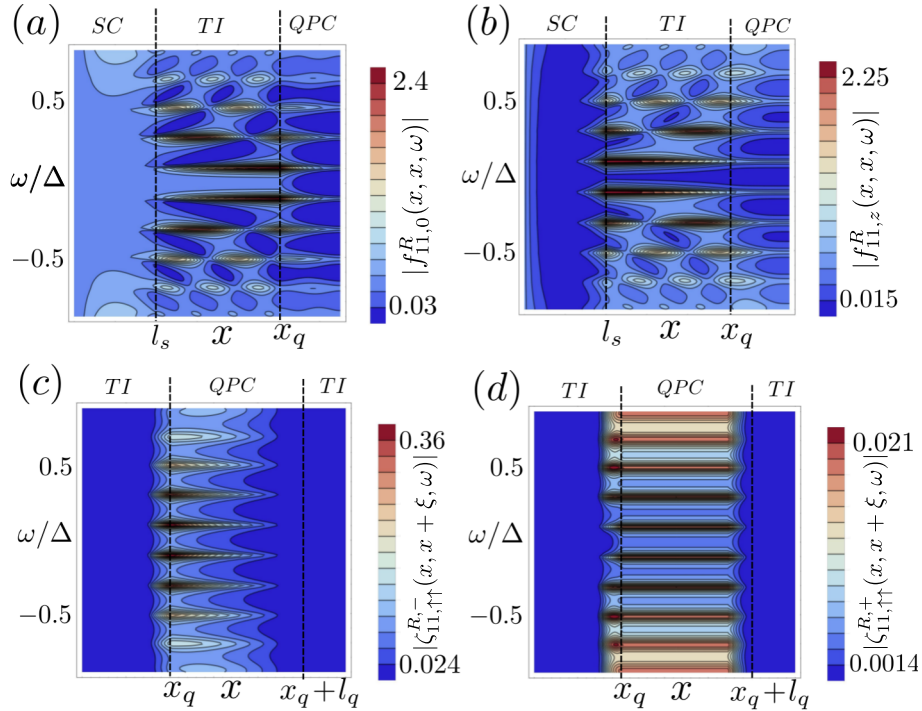 (a) SC TI QPC
0.5
ω/Δ
−0.5
l_s x x_q
2.4
|f^R_{11,0}(x, x, ω)|
0.03
(b) SC TI QPC
0.5
ω/Δ
−0.5
l_s x x_q
2.25
|f^R_{11,z}(x, x, ω)|
0.015
(c) TI QPC TI
0.5
ω/Δ
−0.5
x_q x x_q+l_q
0.36
|ζ^{R,−}_{11,↑↑}(x, x + ξ, ω)|
0.024
(d) TI QPC TI
0.5
ω/Δ
−0.5
x_q x x_q+l_q
0.021
|ζ^{R,+}_{11,↑↑}(x, x + ξ, ω)|
0.0014